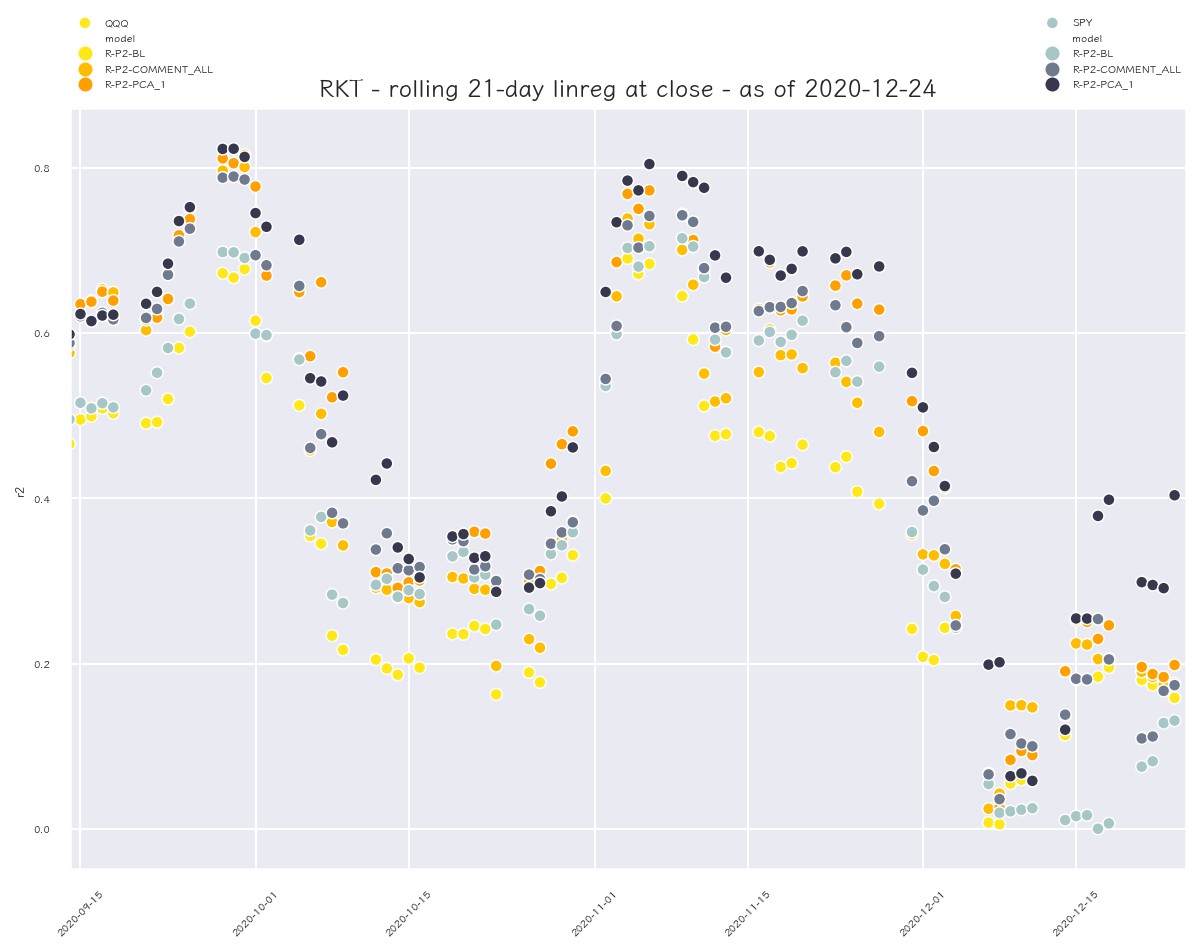 QQQ
model
R-P2-BL
R-P2-COMMENT_ALL
R-P2-PCA_1
SPY
model
R-P2-BL
R-P2-COMMENT_ALL
R-P2-PCA_1
RKT - rolling 21-day linreg at close - as of 2020-12-24
r2
0.8
0.6
0.4
0.2
0.0
2020-09-15
2020-10-01
2020-10-15
2020-11-01
2020-11-15
2020-12-01
2020-12-15